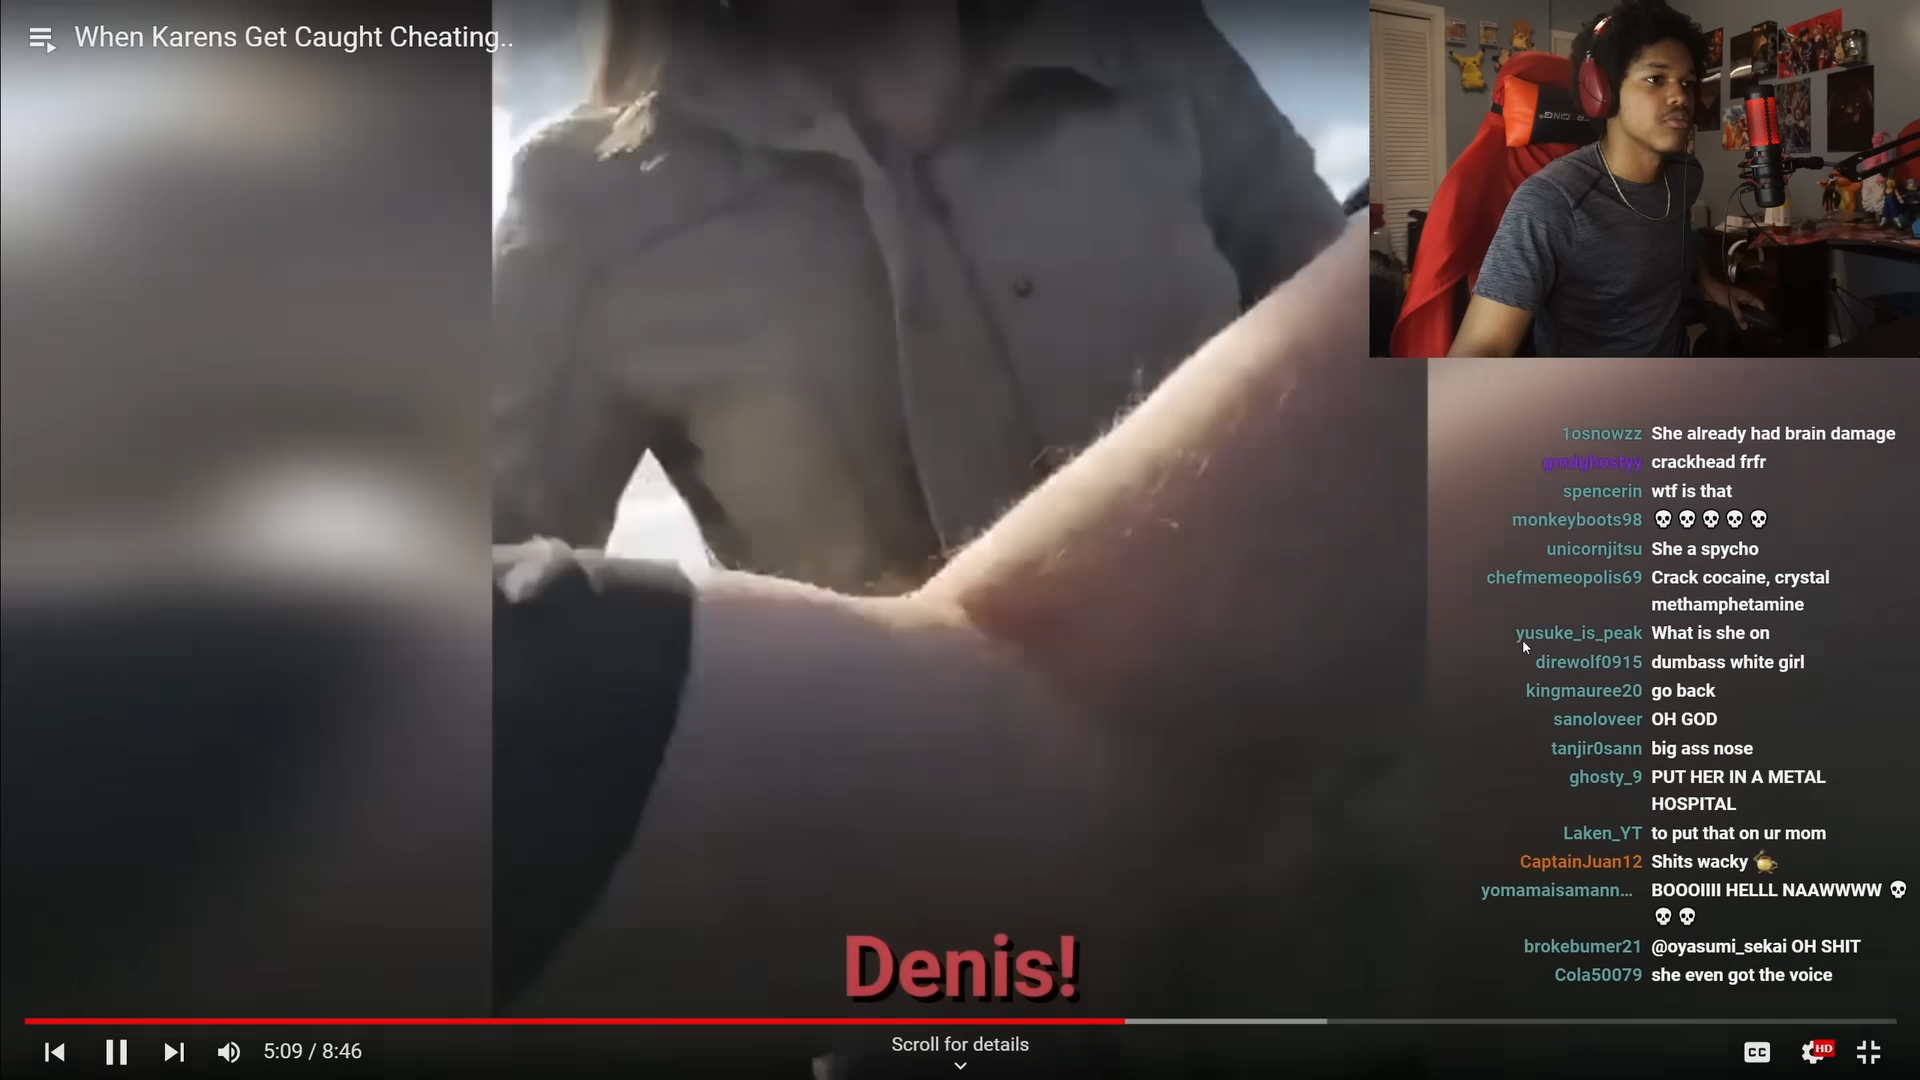 When Karens Get Caught Cheating..
1osnowzz She already had brain damage
grndghostyy crackhead frfr
spencerin wtf is that
monkeyboots98 💀💀💀💀💀
unicornjitsu She a spycho
chefmemeopolis69 Crack cocaine, crystal
methamphetamine
yusuke_is_peak What is she on
direwolf0915 dumbass white girl
kingmauree20 go back
sanoloveer OH GOD
tanjir0sann big ass nose
ghosty_9 PUT HER IN A METAL
HOSPITAL
Laken_YT to put that on ur mom
CaptainJuan12 Shits wacky
yomamaisamann... BOOOIIII HELLL NAAWWWW 💀
💀💀
brokebumer21 @oyasumi_sekai OH SHIT
Cola50079 she even got the voice
Denis!
5:09 / 8:46
Scroll for details
CC
HD